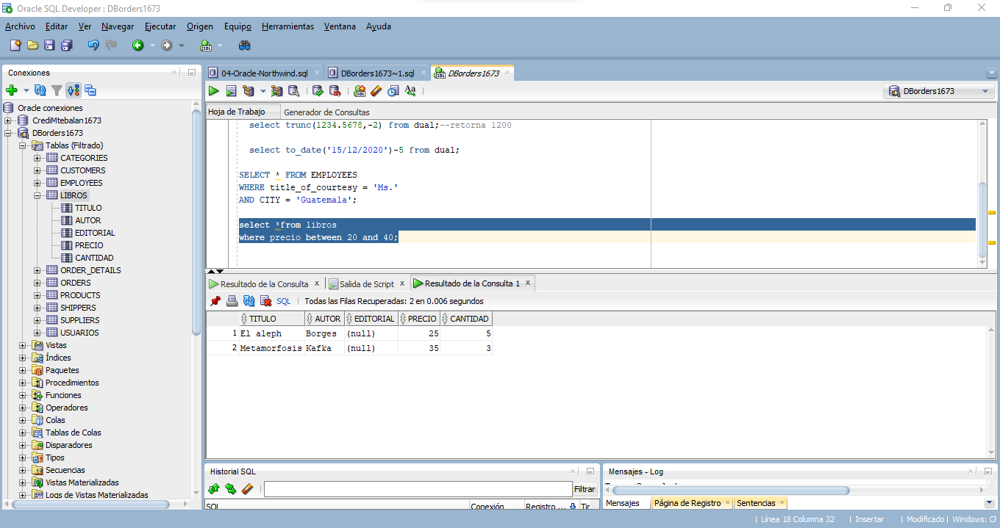 Oracle SQL Developer : DBorders1673
Archivo Editar Ver Navegar Ejecutar Origen Equipo Herramientas Ventana Ayuda
Conexiones
Oracle conexiones
CrediMtebalan1673
DBorders1673
Tablas (Filtrado)
CATEGORIES
CUSTOMERS
EMPLOYEES
LIBROS
TITULO
AUTOR
EDITORIAL
PRECIO
CANTIDAD
ORDER_DETAILS
ORDERS
PRODUCTS
SHIPPERS
SUPPLIERS
USUARIOS
Vistas
Índices
Paquetes
Procedimientos
Funciones
Operadores
Colas
Tablas de Colas
Disparadores
Tipos
Secuencias
Vistas Materializadas
Logs de Vistas Materializadas
04-Oracle-Northwind.sql DBorders1673~1.sql DBorders1673
DBorders1673
Hoja de Trabajo Generador de Consultas
select trunc(1234.5678,-2) from dual;--retorna 1200
select to_date('15/12/2020')-5 from dual;
SELECT * FROM EMPLOYEES
WHERE title_of_courtesy = 'Ms.'
AND CITY = 'Guatemala';
select *from libros
where precio between 20 and 40;
Resultado de la Consulta Salida de Script Resultado de la Consulta 1
SQL Todas las Filas Recuperadas: 2 en 0.006 segundos
TITULO AUTOR EDITORIAL PRECIO CANTIDAD
1 El aleph Borges (null) 25 5
2 Metamorfosis Kafka (null) 35 3
Historial SQL
Filtrar
SQL Conexión Registro ...
Mensajes - Log
Mensajes Página de Registro Sentencias
Línea 18 Columna 32 Insertar Modificado Windows: